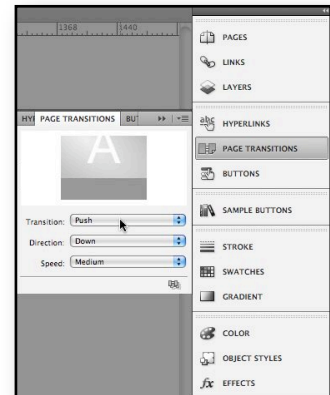 1368 1440
HY PAGE TRANSITIONS BU
A
Transition: Push
Direction: Down
Speed: Medium
PAGES
LINKS
LAYERS
HYPERLINKS
PAGE TRANSITIONS
BUTTONS
SAMPLE BUTTONS
STROKE
SWATCHES
GRADIENT
COLOR
OBJECT STYLES
fx EFFECTS